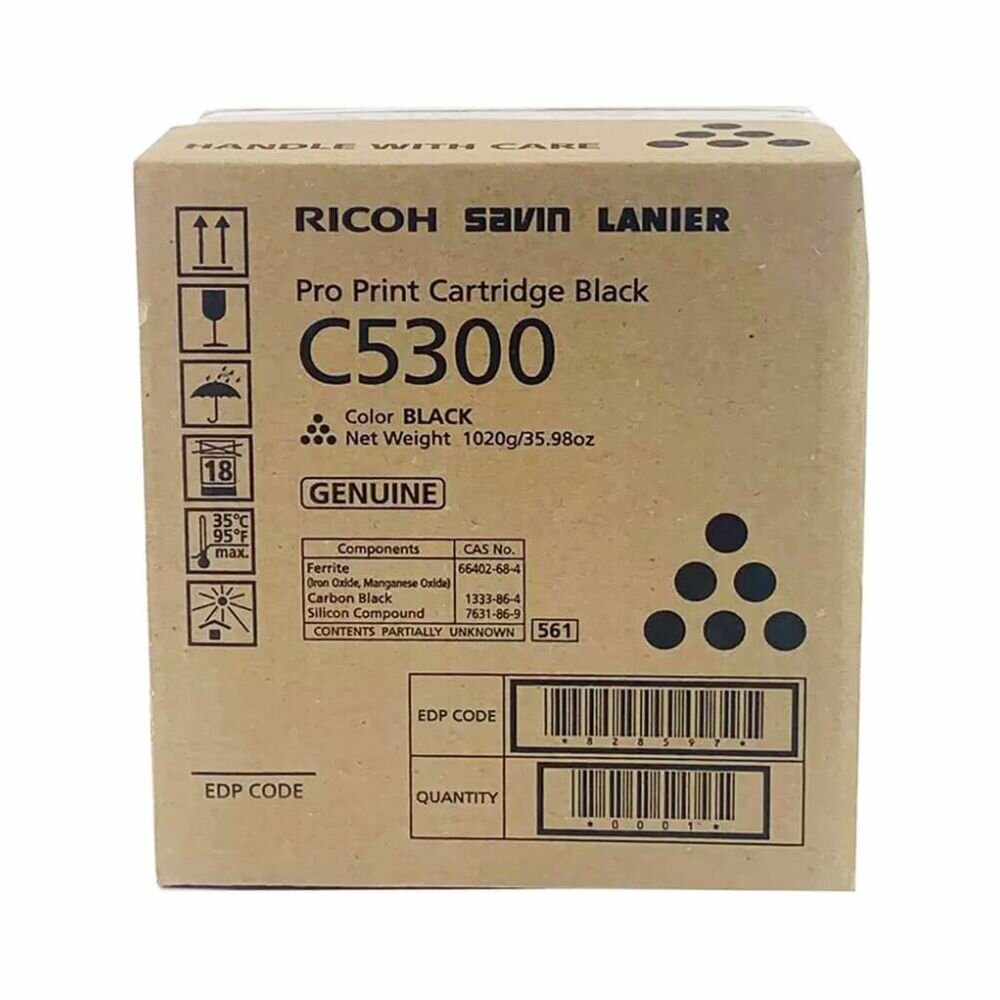 HANDLE WITH CARE
RICOH savin LANIER
Pro Print Cartridge Black
C5300
Color BLACK
Net Weight 1020g/35.98oz
18
35°C
95°F
max.
GENUINE
Components CAS No.
Ferrite 66402-68-4
(Iron Oxide, Manganese Oxide)
Carbon Black 1333-86-4
Silicon Compound 7631-86-9
CONTENTS PARTIALLY UNKNOWN 561
EDP CODE
*828597*
EDP CODE
QUANTITY
*0001*